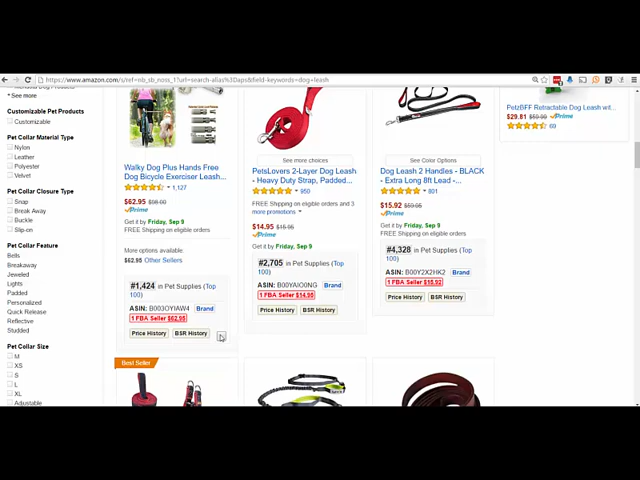 https://www.amazon.com/s/ref=nb_sb_noss_1?url=search-alias%3Daps&field-keywords=dog+leash
See more
Customizable Pet Products
Customizable
Pet Collar Material Type
Nylon
Leather
Polyester
Velvet
Pet Collar Closure Type
Snap
Break Away
Buckle
Slip-on
Pet Collar Feature
Bells
Breakaway
Jeweled
Lights
Padded
Personalized
Quick Release
Reflective
Studded
Pet Collar Size
M
XS
S
L
XL
Adjustable
Walky Dog Plus Hands Free
Dog Bicycle Exerciser Leash...
1,127
$62.95 $98.00
Prime
Get it by Friday, Sep 9
FREE Shipping on eligible orders
More options available:
$62.95 Other Sellers
#1,424 in Pet Supplies (Top
100)
ASIN: B003OYIAW4 Brand
1 FBA Seller $62.95
Price History BSR History
Best Seller
See more choices
PetsLovers 2-Layer Dog Leash
- Heavy Duty Strap, Padded...
950
FREE Shipping on eligible orders and 3
more promotions
$14.95 $15.95
Prime
Get it by Friday, Sep 9
#2,705 in Pet Supplies (Top
100)
ASIN: B00YAIO0NG Brand
1 FBA Seller $14.95
Price History BSR History
See Color Options
Dog Leash 2 Handles - BLACK
- Extra Long 8ft Lead -...
801
$15.92
Prime
Get it by Friday, Sep 9
FREE Shipping on eligible orders
#4,328 in Pet Supplies (Top
100)
ASIN: B00Y2X2HK2 Brand
1 FBA Seller $15.92
Price History BSR History
PetzBFF Retractable Dog Leash wit...
$29.81 Prime
69